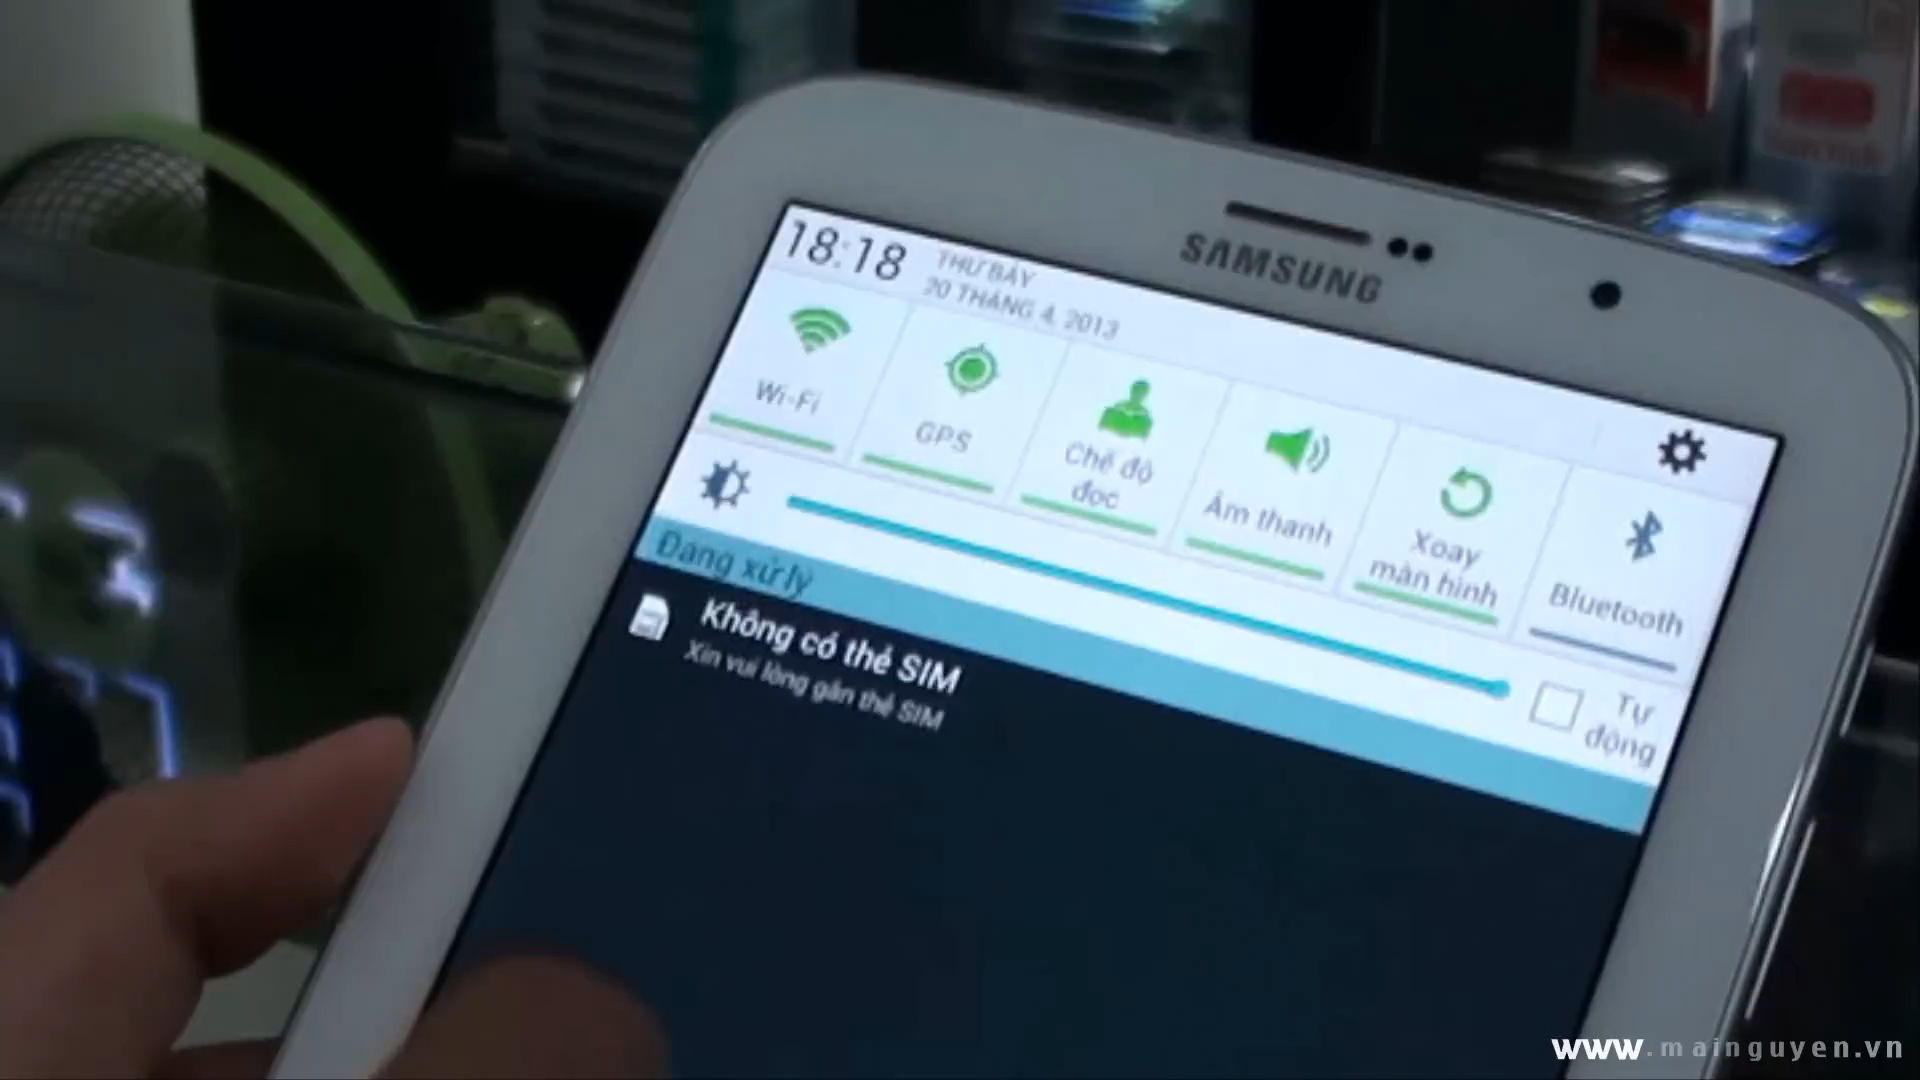 SAMSUNG
18:18
THỨ BẢY
20 THÁNG 4, 2013
Wi-Fi
GPS
Chế độ
đọc
Âm thanh
Xoay
màn hình
Bluetooth
Tự
động
Đang xử lý
Không có thẻ SIM
Xin vui lòng gắn thẻ SIM
www.mainguyen.vn